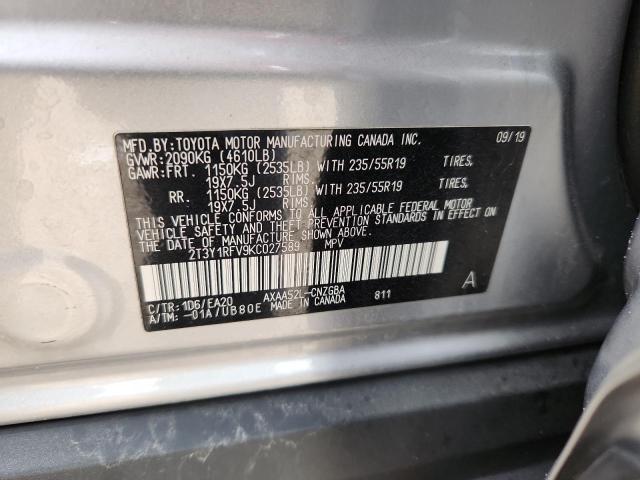 MFD.BY:TOYOTA MOTOR MANUFACTURING CANADA INC. 09/19
GVWR:2090KG (4610LB)
GAWR:FRT. 1150KG (2535LB) WITH 235/55R19 TIRES,
19X7.5J RIMS.
RR. 1150KG (2535LB) WITH 235/55R19 TIRES,
19X7.5J RIMS.
THIS VEHICLE CONFORMS TO ALL APPLICABLE FEDERAL MOTOR
VEHICLE SAFETY AND THEFT PREVENTION STANDARDS IN EFFECT ON
THE DATE OF MANUFACTURE SHOWN ABOVE.
2T3Y1RFV9KC027589 MPV
C/TR:1D6/EA20 AXAA52L-CNZGBA 811 A
A/TM:-01A/UB80E MADE IN CANADA